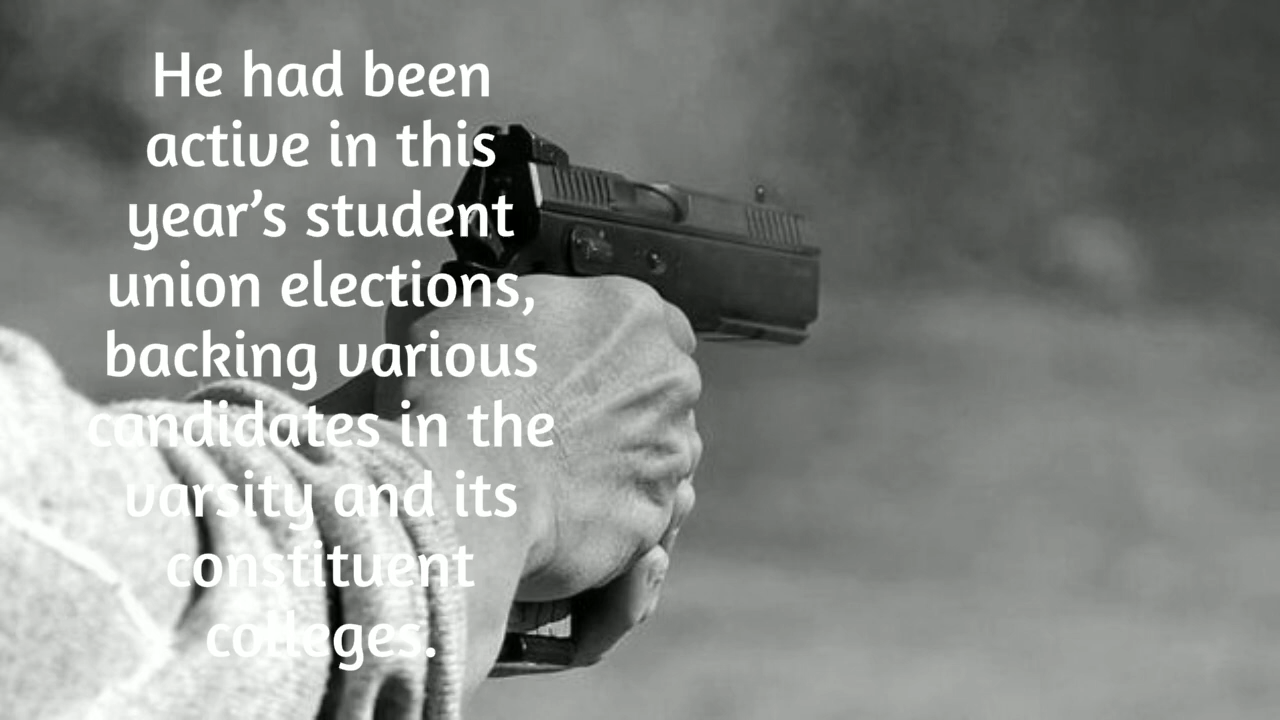 He had been
active in this
year’s student
union elections,
backing various
candidates in the
varsity and its
constituent
colleges.